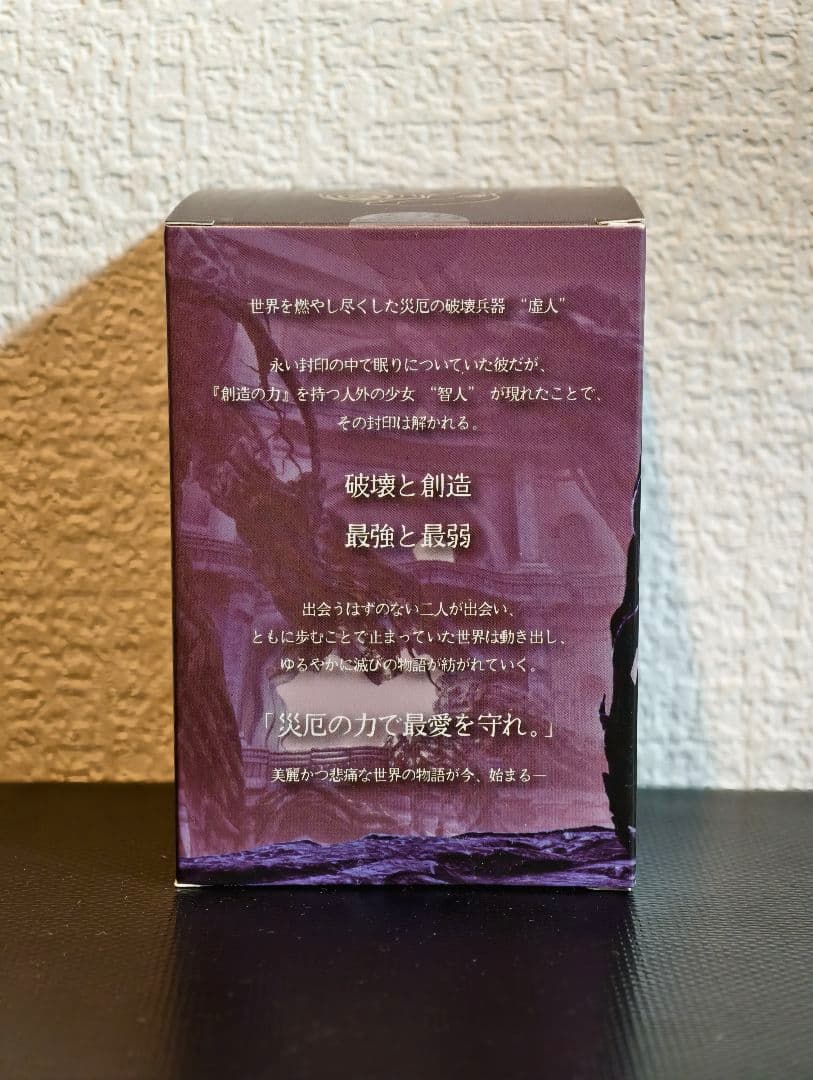 世界を燃やし尽くした災厄の破壊兵器 “虚人”
永い封印の中で眠りについていた彼だが、
『創造の力』を持つ人外の少女 “智人” が現れたことで、
その封印は解かれる。
破壊と創造
最強と最弱
出会うはずのない二人が出会い、
ともに歩むことで止まっていた世界は動き出し、
ゆるやかに滅びの物語が紡がれていく。
「災厄の力で最愛を守れ。」
美麗かつ悲痛な世界の物語が今、始まる―